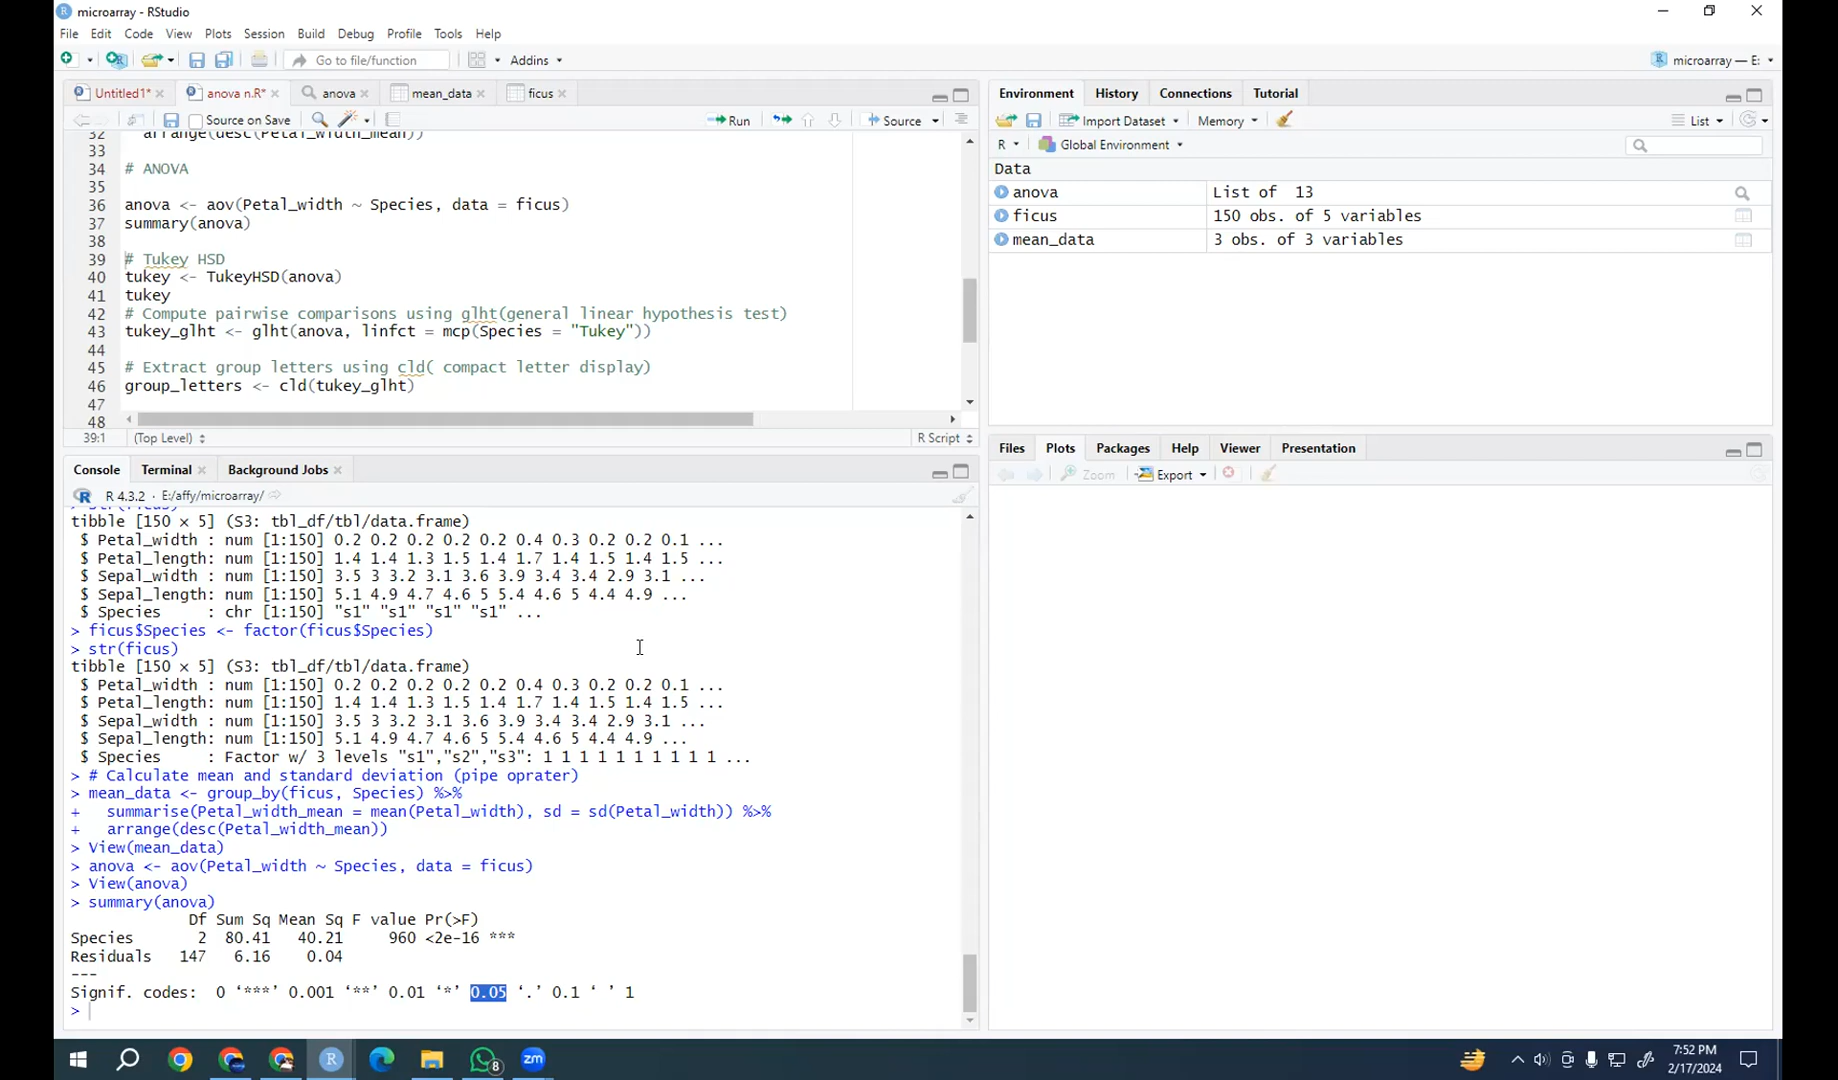 microarray - RStudio
File Edit Code View Plots Session Build Debug Profile Tools Help
Go to file/function Addins microarray — E:
Untitled1* anova n.R* anova mean_data ficus
Source on Save Run Source
32 arrange(desc(Petal_width_mean))
33
34 # ANOVA
35
36 anova <- aov(Petal_width ~ Species, data = ficus)
37 summary(anova)
38
39 # Tukey HSD
40 tukey <- TukeyHSD(anova)
41 tukey
42 # Compute pairwise comparisons using glht(general linear hypothesis test)
43 tukey_glht <- glht(anova, linfct = mcp(Species = "Tukey"))
44
45 # Extract group letters using cld( compact letter display)
46 group_letters <- cld(tukey_glht)
47
48
39:1 (Top Level) R Script
Console Terminal Background Jobs
R 4.3.2 · E:/affy/microarray/
> str(ficus)
tibble [150 × 5] (S3: tbl_df/tbl/data.frame)
$ Petal_width : num [1:150] 0.2 0.2 0.2 0.2 0.2 0.4 0.3 0.2 0.2 0.1 ...
$ Petal_length: num [1:150] 1.4 1.4 1.3 1.5 1.4 1.7 1.4 1.5 1.4 1.5 ...
$ Sepal_width : num [1:150] 3.5 3 3.2 3.1 3.6 3.9 3.4 3.4 2.9 3.1 ...
$ Sepal_length: num [1:150] 5.1 4.9 4.7 4.6 5 5.4 4.6 5 4.4 4.9 ...
$ Species : chr [1:150] "s1" "s1" "s1" "s1" ...
> ficus$Species <- factor(ficus$Species)
> str(ficus)
tibble [150 × 5] (S3: tbl_df/tbl/data.frame)
$ Petal_width : num [1:150] 0.2 0.2 0.2 0.2 0.2 0.4 0.3 0.2 0.2 0.1 ...
$ Petal_length: num [1:150] 1.4 1.4 1.3 1.5 1.4 1.7 1.4 1.5 1.4 1.5 ...
$ Sepal_width : num [1:150] 3.5 3 3.2 3.1 3.6 3.9 3.4 3.4 2.9 3.1 ...
$ Sepal_length: num [1:150] 5.1 4.9 4.7 4.6 5 5.4 4.6 5 4.4 4.9 ...
$ Species : Factor w/ 3 levels "s1","s2","s3": 1 1 1 1 1 1 1 1 1 1 ...
> # Calculate mean and standard deviation (pipe oprater)
> mean_data <- group_by(ficus, Species) %>%
+ summarise(Petal_width_mean = mean(Petal_width), sd = sd(Petal_width)) %>%
+ arrange(desc(Petal_width_mean))
> View(mean_data)
> anova <- aov(Petal_width ~ Species, data = ficus)
> View(anova)
> summary(anova)
Df Sum Sq Mean Sq F value Pr(>F)
Species 2 80.41 40.21 960 <2e-16 ***
Residuals 147 6.16 0.04
---
Signif. codes: 0 ‘***’ 0.001 ‘**’ 0.01 ‘*’ 0.05 ‘.’ 0.1 ‘ ’ 1
>
Environment History Connections Tutorial
Import Dataset Memory List
R Global Environment
Data
anova List of 13
ficus 150 obs. of 5 variables
mean_data 3 obs. of 3 variables
Files Plots Packages Help Viewer Presentation
Zoom Export
8 zm
7:52 PM
2/17/2024